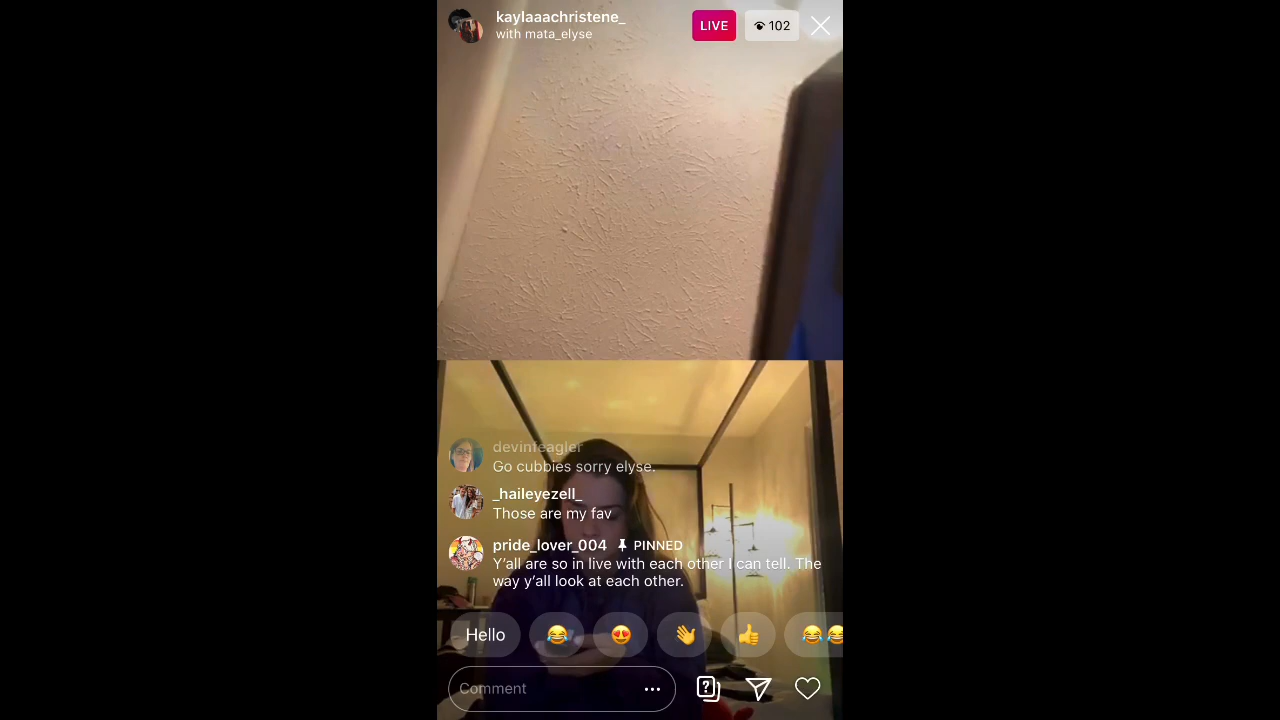 kaylaaachristene_
with mata_elyse
LIVE
102
devinfeagler
Go cubbies sorry elyse.
_haileyezell_
Those are my fav
pride_lover_004 PINNED
Y'all are so in live with each other I can tell. The
way y'all look at each other.
Hello
Comment